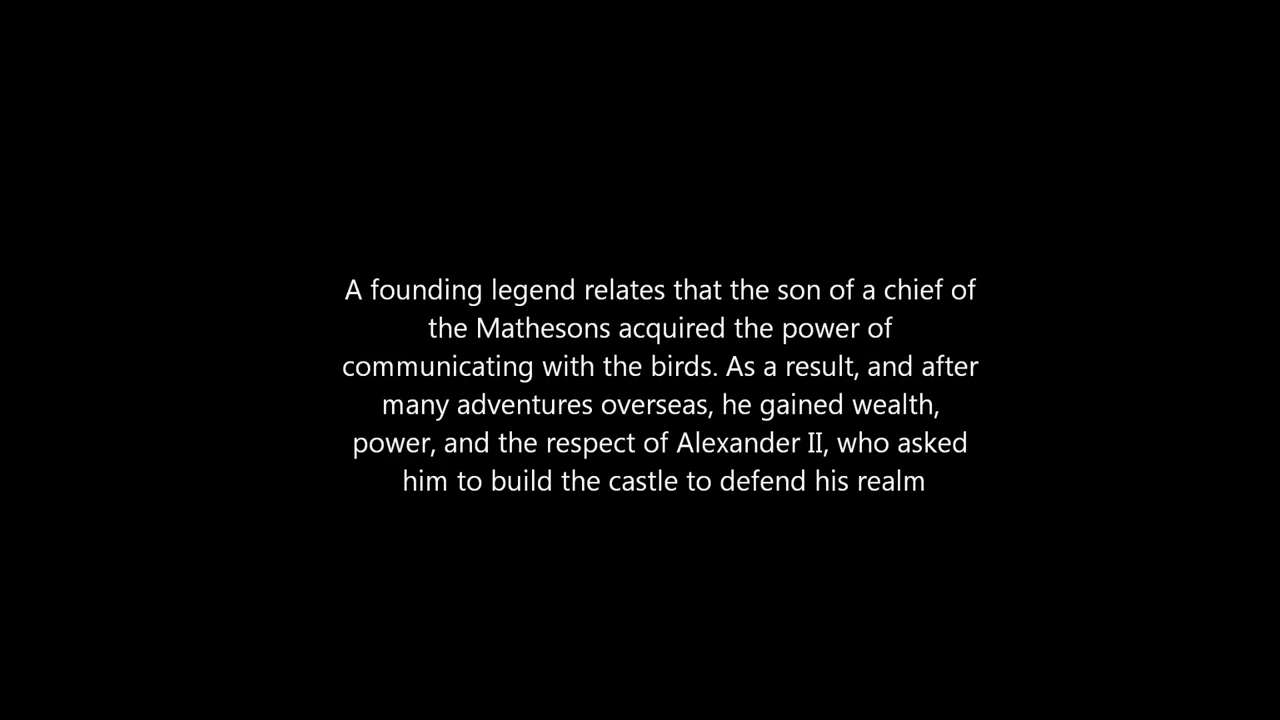 A founding legend relates that the son of a chief of
the Mathesons acquired the power of
communicating with the birds. As a result, and after
many adventures overseas, he gained wealth,
power, and the respect of Alexander II, who asked
him to build the castle to defend his realm